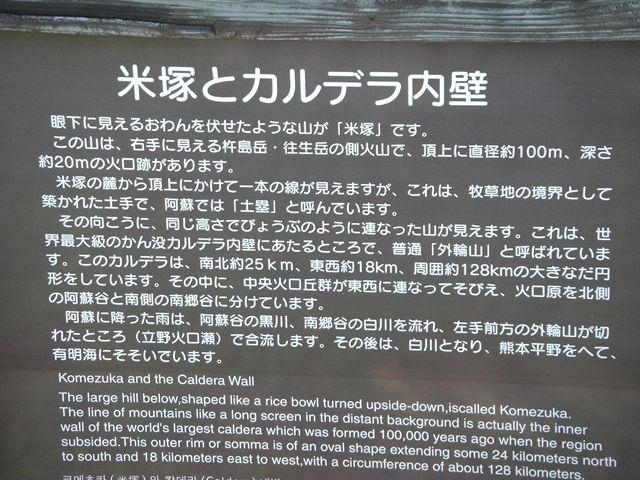 米塚とカルデラ内壁
眼下に見えるおわんを伏せたような山が「米塚」です。
この山は、右手に見える杵島岳・往生岳の側火山で、頂上に直径約100m、深さ
約20mの火口跡があります。
米塚の麓から頂上にかけて一本の線が見えますが、これは、牧草地の境界として
築かれた土手で、阿蘇では「土塁」と呼んでいます。
その向こうに、同じ高さでびょうぶのように連なった山が見えます。これは、世
界最大級のかん没カルデラ内壁にあたるところで、普通「外輪山」と呼ばれていま
す。このカルデラは、南北約25km、東西約18km、周囲約128kmの大きなだ円
形をしています。その中に、中央火口丘群が東西に連なってそびえ、火口原を北側
の阿蘇谷と南側の南郷谷に分けています。
阿蘇に降った雨は、阿蘇谷の黒川、南郷谷の白川を流れ、左手前方の外輪山が切
れたところ（立野火口瀬）で合流します。その後は、白川となり、熊本平野をへて、
有明海にそそいでいます。
Komezuka and the Caldera Wall
The large hill below,shaped like a rice bowl turned upside-down,iscalled Komezuka.
The line of mountains like a long screen in the distant background is actually the inner
wall of the world's largest caldera which was formed 100,000 years ago when the region
subsided.This outer rim or somma is of an oval shape extending some 24 kilometers north
to south and 18 kilometers east to west,with a circumference of about 128 kilometers.